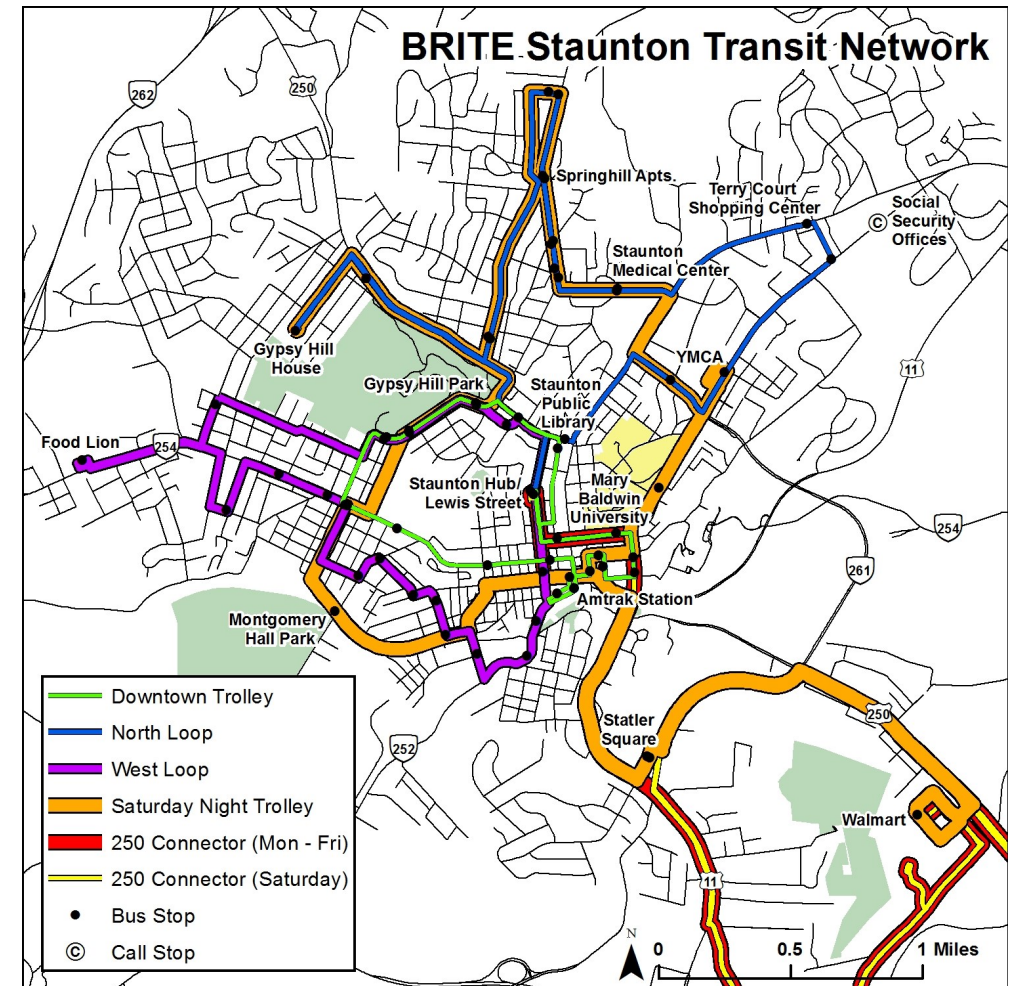 BRITE Staunton Transit Network
262
250
Springhill Apts.
Terry Court
Shopping Center
Social
Security
Offices
©
Staunton
Medical Center
Gypsy Hill
House
YMCA
11
Gypsy Hill Park
Staunton
Public
Library
Food Lion
254
Staunton Hub/
Lewis Street
Mary
Baldwin
University
254
261
Amtrak Station
Montgomery
Hall Park
Statler
Square
250
252
Walmart
11
Downtown Trolley
North Loop
West Loop
Saturday Night Trolley
250 Connector (Mon - Fri)
250 Connector (Saturday)
Bus Stop
© Call Stop
N
0 0.5 1 Miles